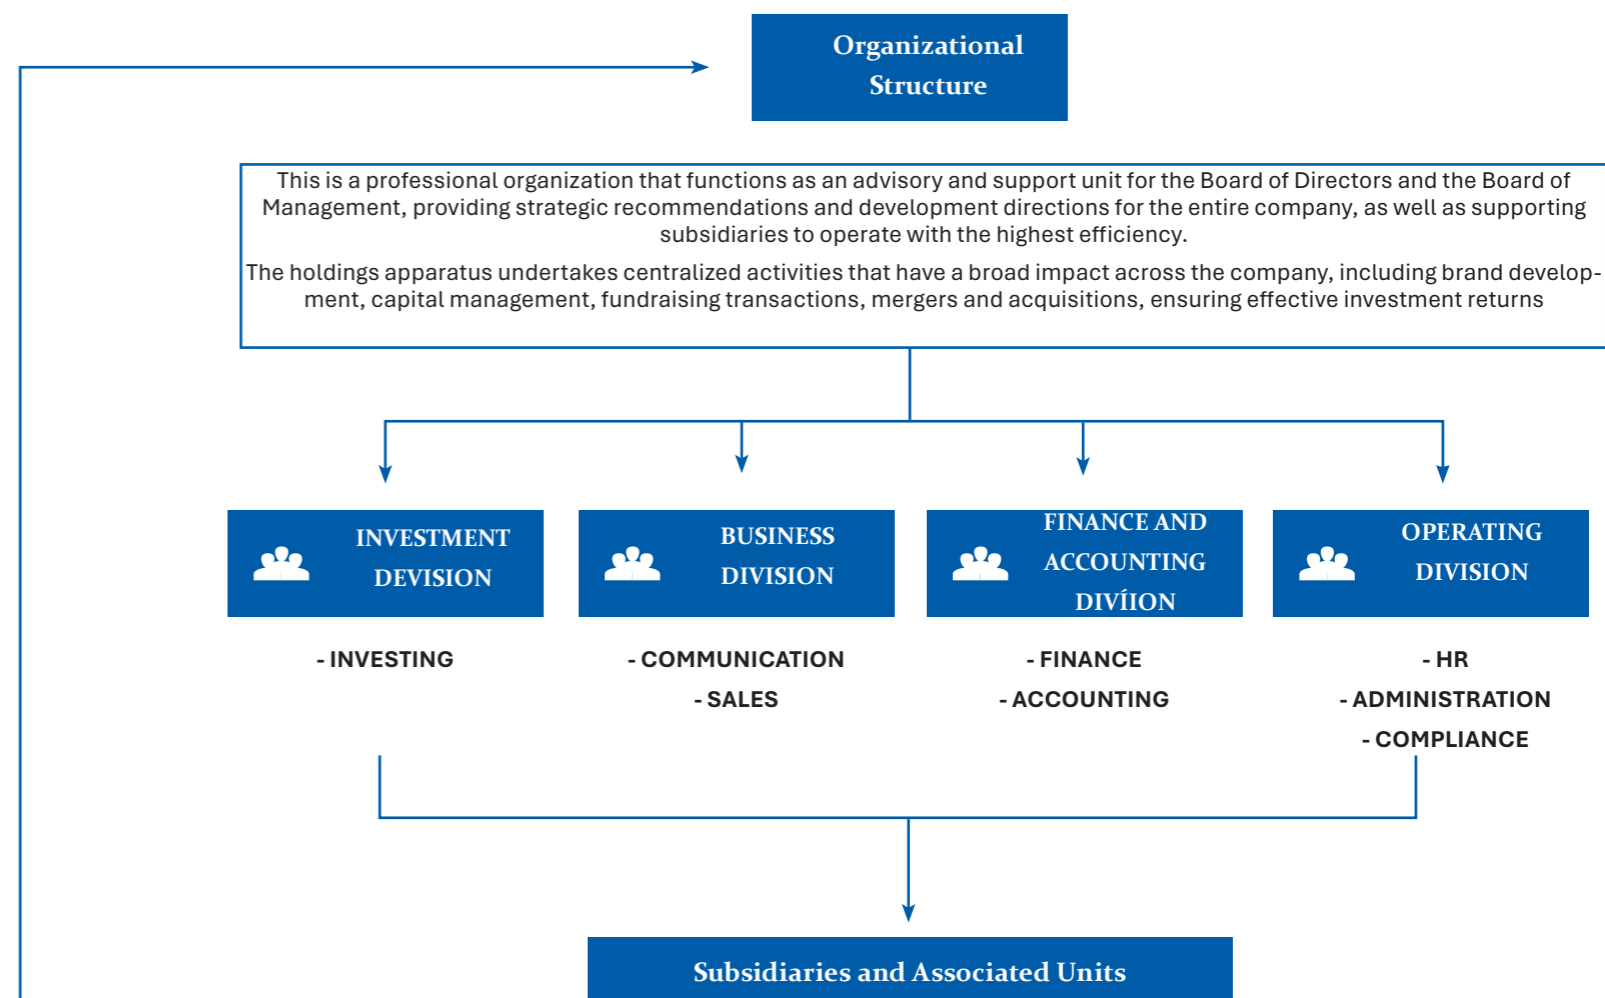 Organizational
Structure
This is a professional organization that functions as an advisory and support unit for the Board of Directors and the Board of
Management, providing strategic recommendations and development directions for the entire company, as well as supporting
subsidiaries to operate with the highest efficiency.
The holdings apparatus undertakes centralized activities that have a broad impact across the company, including brand develop-
ment, capital management, fundraising transactions, mergers and acquisitions, ensuring effective investment returns
INVESTMENT
DEVISION
BUSINESS
DIVISION
FINANCE AND
ACCOUNTING
DIVÍION
OPERATING
DIVISION
- INVESTING
- COMMUNICATION
- SALES
- FINANCE
- ACCOUNTING
- HR
- ADMINISTRATION
- COMPLIANCE
Subsidiaries and Associated Units